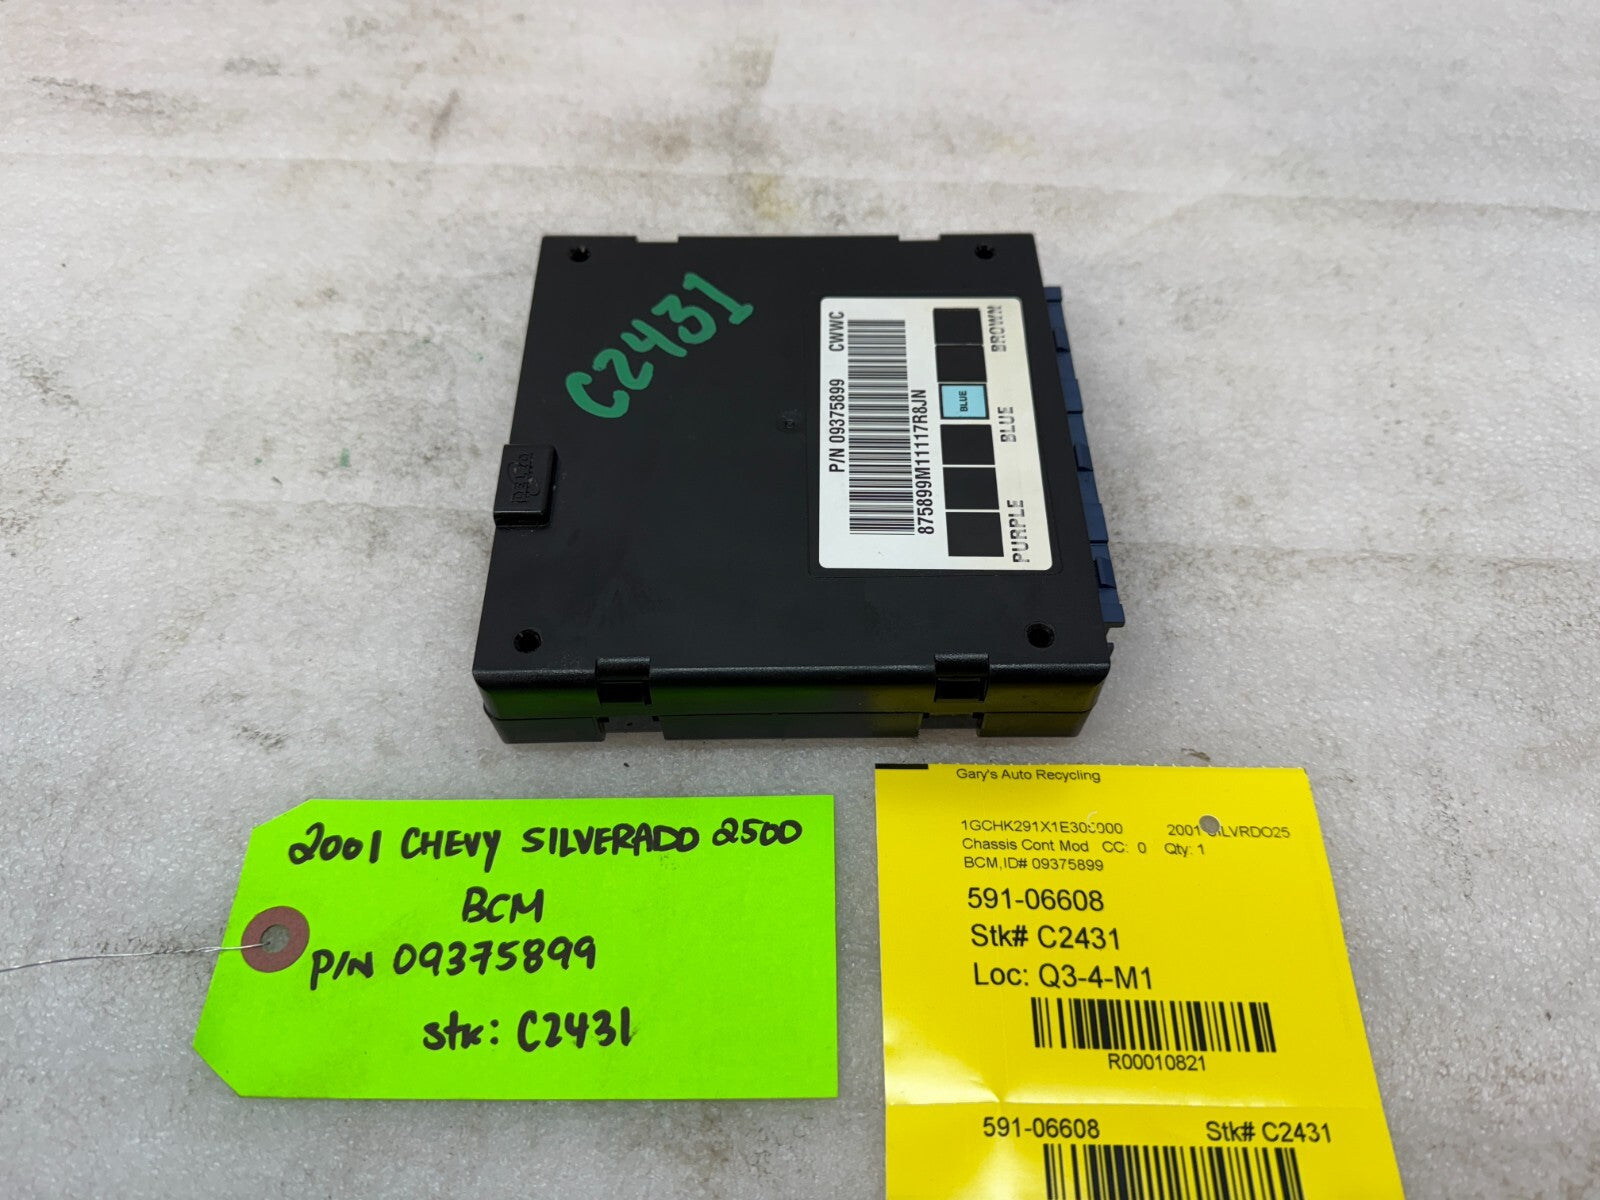 C2431
DELCO
P/N 09375899 CWWC
875899M11117R8JN
BLUE
PURPLE BLUE BROWN
2001 CHEVY SILVERADO 2500
BCM
P/N 09375899
stk: C2431
Gary's Auto Recycling
2001
Chassis Cont Mod CC: 0 Qty: 1
BCM,ID# 09375899
591-06608
Stk# C2431
Loc: Q3-4-M1
R00010821
591-06608 Stk# C2431